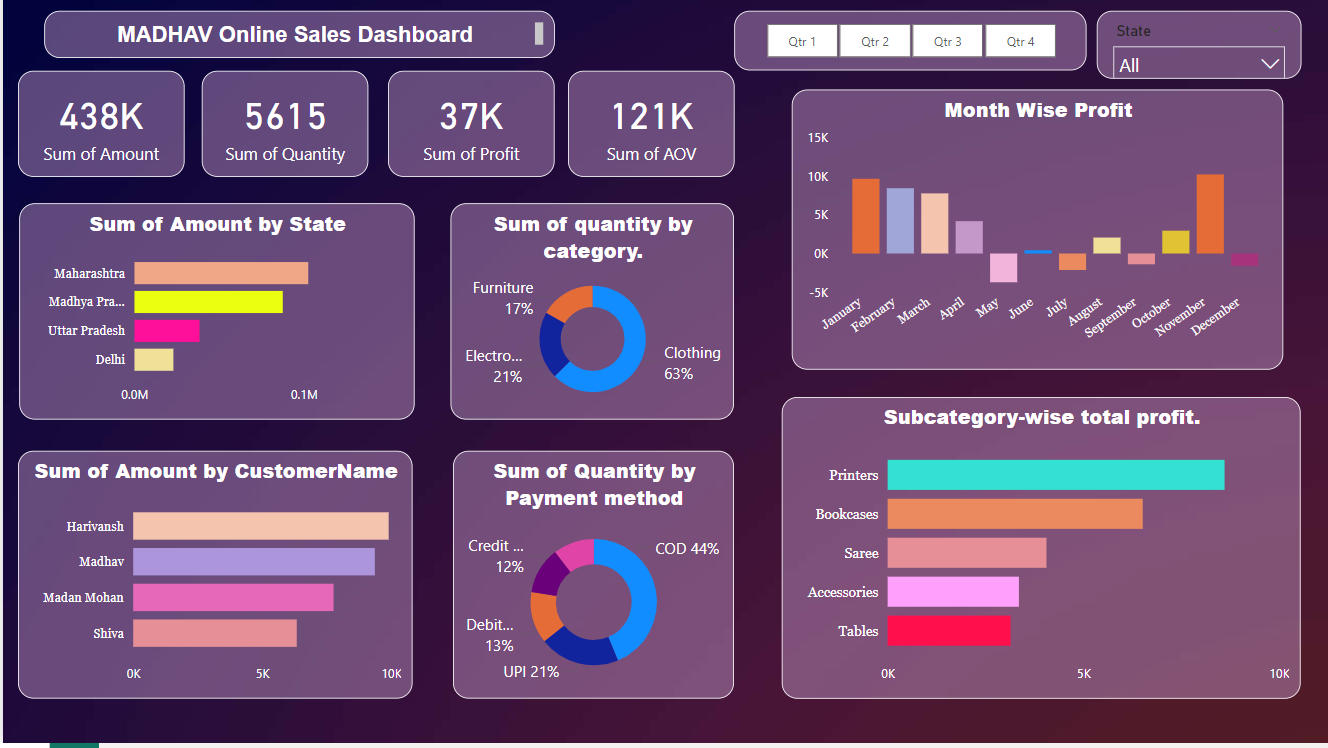 MADHAV Online Sales Dashboard
Qtr 1
Qtr 2
Qtr 3
Qtr 4
State
All
438K
Sum of Amount
5615
Sum of Quantity
37K
Sum of Profit
121K
Sum of AOV
Month Wise Profit
15K
10K
5K
0K
-5K
January
February
March
April
May
June
July
August
September
October
November
December
Sum of Amount by State
Maharashtra
Madhya Pra...
Uttar Pradesh
Delhi
0.0M
0.1M
Sum of quantity by
category.
Furniture
17%
Electro...
21%
Clothing
63%
Subcategory-wise total profit.
Printers
Bookcases
Saree
Accessories
Tables
0K
5K
10K
Sum of Amount by CustomerName
Harivansh
Madhav
Madan Mohan
Shiva
0K
5K
10K
Sum of Quantity by
Payment method
Credit ...
12%
COD 44%
Debit...
13%
UPI 21%